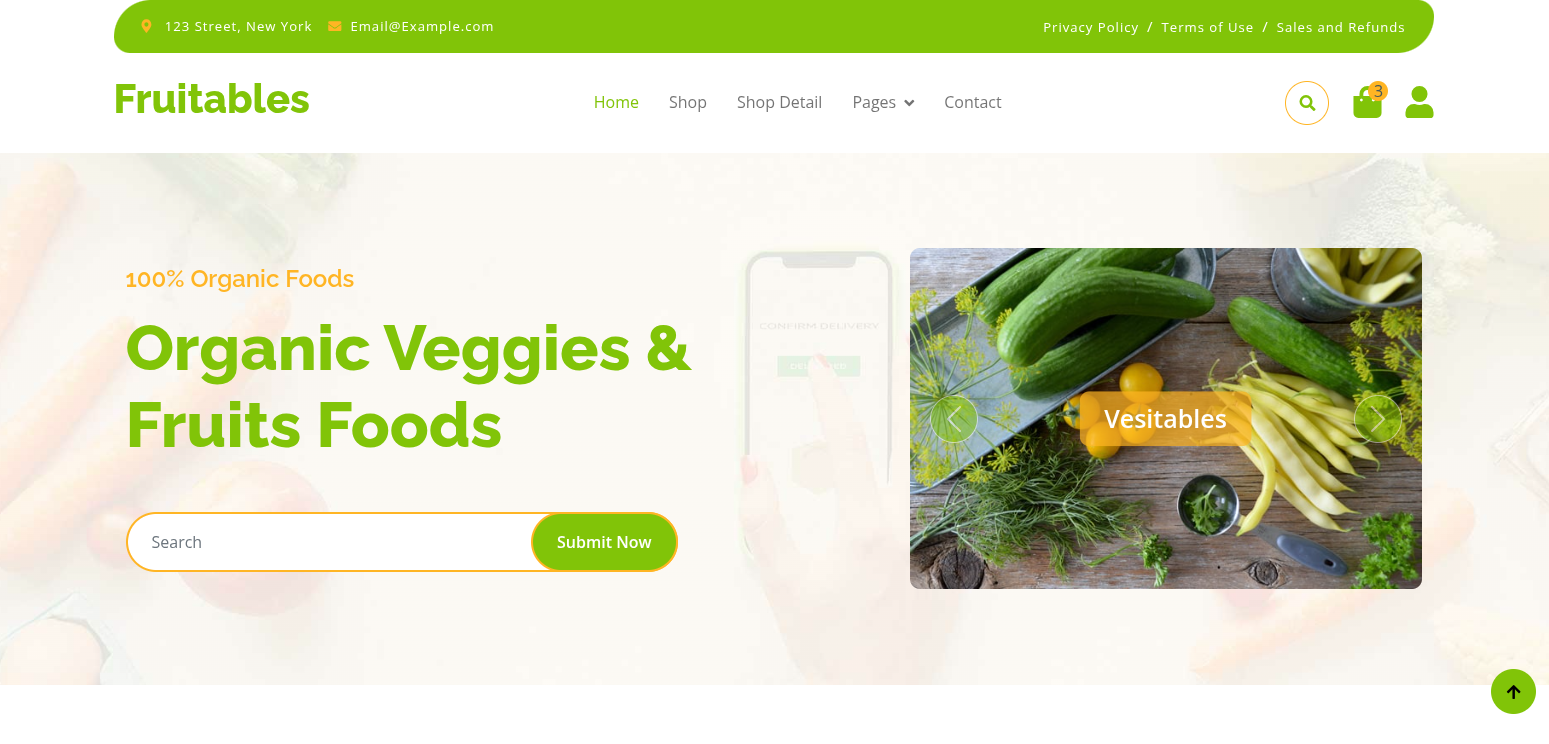 123 Street, New York Email@Example.com Privacy Policy / Terms of Use / Sales and Refunds
Fruitables Home Shop Shop Detail Pages Contact 3
100% Organic Foods
Organic Veggies &
Fruits Foods
CONFIRM DELIVERY
Vesitables
Search Submit Now